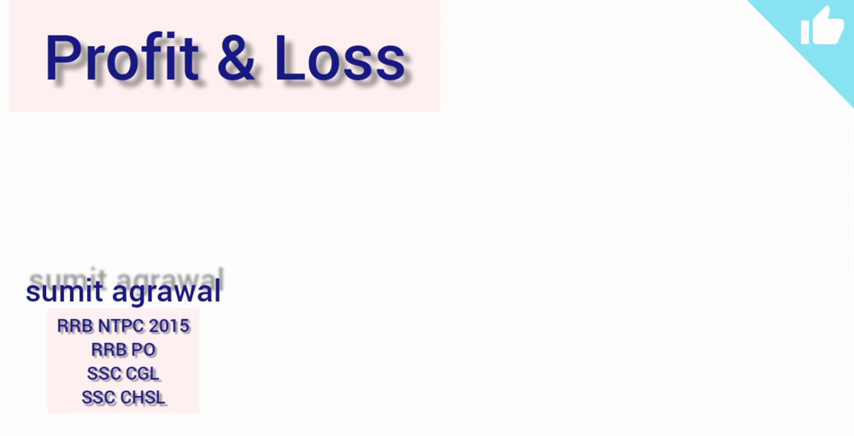 Profit & Loss
sumit agrawal
RRB NTPC 2015
RRB PO
SSC CGL
SSC CHSL